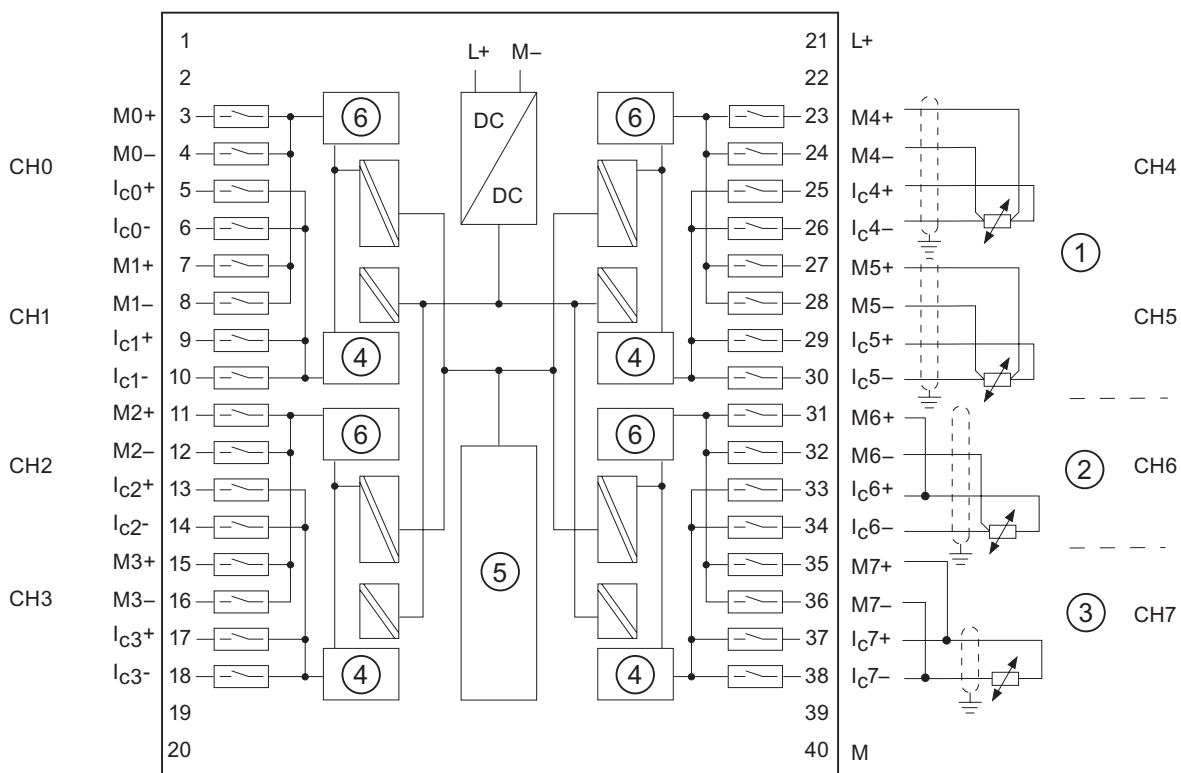 1 21 L+
L+ M–
2 22
M0+ 3 6 DC 6 23 M4+
M0– 4 24 M4–
CH0 CH4
Ic0+ 5 25 Ic4+
DC
Ic0- 6 26 Ic4–
1
M1+ 7 27 M5+
M1– 8 28 M5–
CH1 CH5
Ic1+ 9 4 4 29 Ic5+
Ic1- 10 30 Ic5–
M2+ 11 6 6 31 M6+
M2– 12 32 M6–
CH2 2 CH6
Ic2+ 13 33 Ic6+
Ic2- 14 34 Ic6–
M3+ 15 5 35 M7+
CH3 M3– 16 36 M7– 3 CH7
Ic3+ 17 37 Ic7+
Ic3- 18 4 4 38 Ic7–
19 39
20 40 M